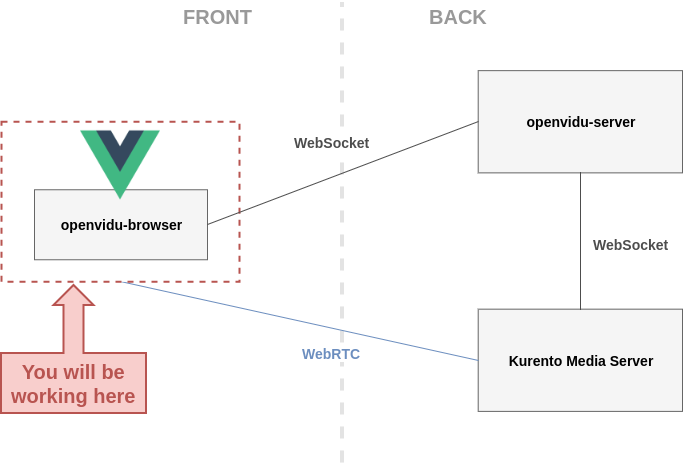 FRONT
BACK
openvidu-server
WebSocket
openvidu-browser
WebSocket
WebRTC
Kurento Media Server
You will be
working here